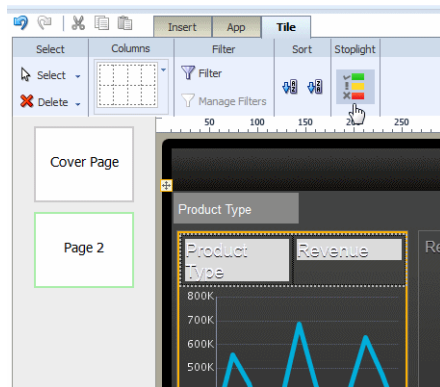 Insert App Tile
Select Columns Filter Sort Stoplight
Select
Filter
Delete
Manage Filters
50 100 150 200 250
Cover Page
Product Type
Page 2
Product
Type
Revenue
Re
800K
700K
600K
500K